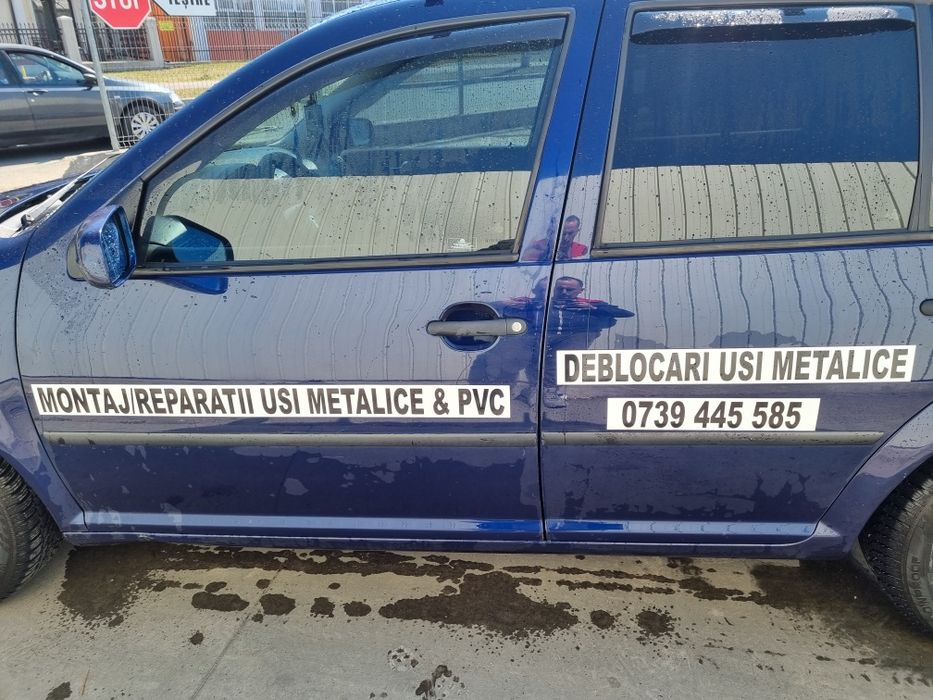 STOP
IEȘIRE
MONTAJ/REPARATII USI METALICE & PVC
DEBLOCARI USI METALICE
0739 445 585